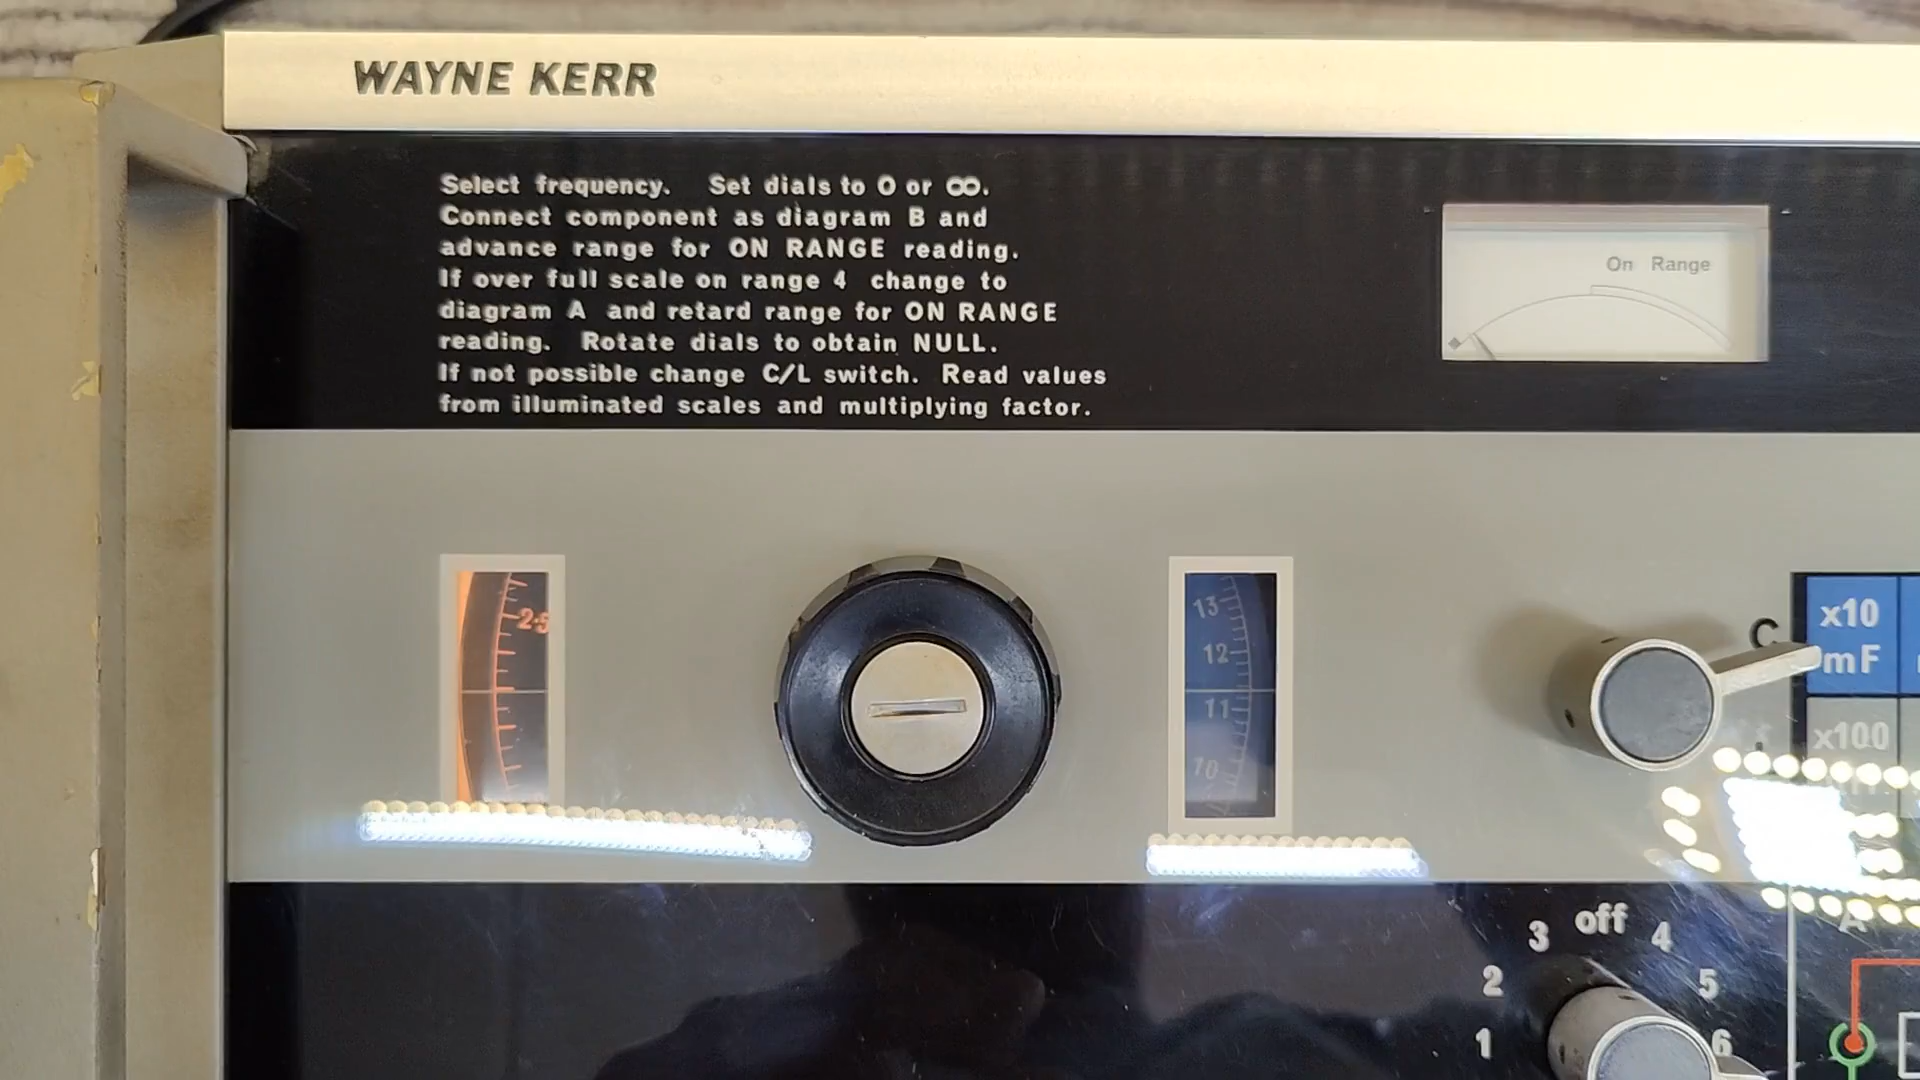 WAYNE KERR
Select frequency. Set dials to 0 or ∞.
Connect component as diagram B and
advance range for ON RANGE reading.
If over full scale on range 4 change to
diagram A and retard range for ON RANGE
reading. Rotate dials to obtain NULL.
If not possible change C/L switch. Read values
from illuminated scales and multiplying factor.
On Range
2·5
13
12
11
10
C
x10
mF
x100
A
3 off 4
2 5
1 6